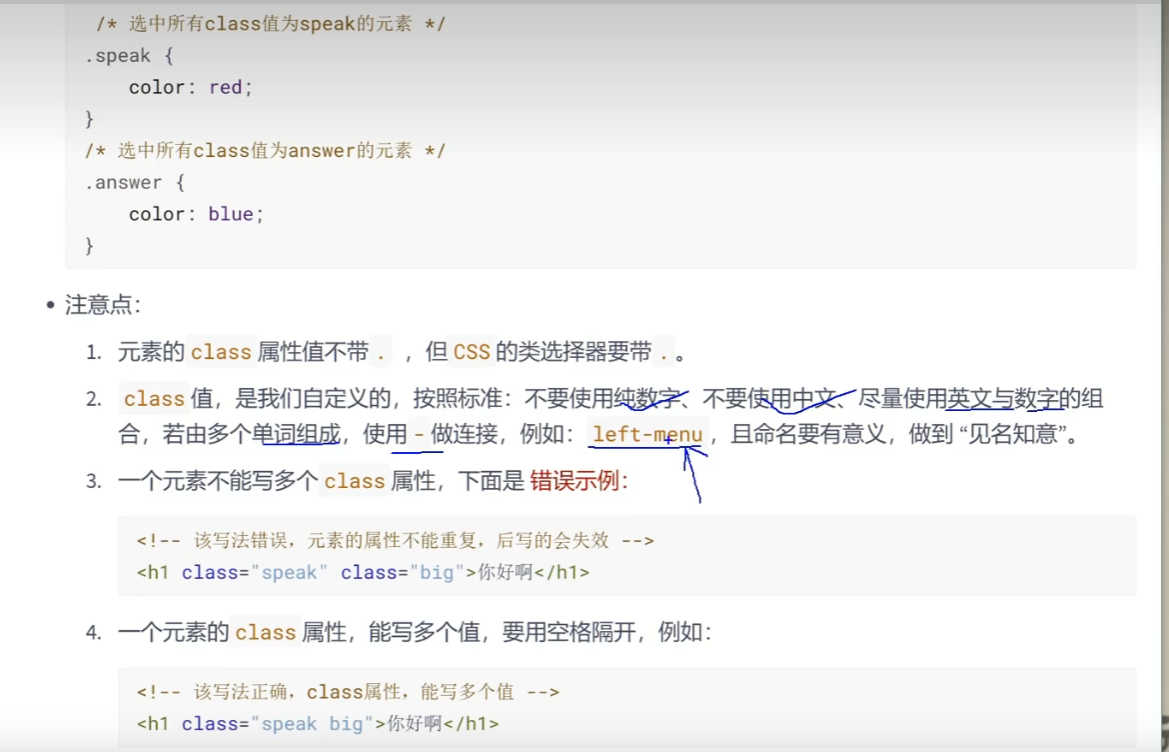 /* 选中所有class值为speak的元素 */
.speak {
    color: red;
}
/* 选中所有class值为answer的元素 */
.answer {
    color: blue;
}
• 注意点：
1. 元素的 class 属性值不带 . ，但 CSS 的类选择器要带 . 。
2. class 值，是我们自定义的，按照标准：不要使用纯数字、不要使用中文、尽量使用英文与数字的组
合，若由多个单词组成，使用 - 做连接，例如： left-menu ，且命名要有意义，做到 “见名知意”。
3. 一个元素不能写多个 class 属性，下面是 错误示例：
<!-- 该写法错误，元素的属性不能重复，后写的会失效 -->
<h1 class="speak" class="big">你好啊</h1>
4. 一个元素的 class 属性，能写多个值，要用空格隔开，例如：
<!-- 该写法正确，class属性，能写多个值 -->
<h1 class="speak big">你好啊</h1>